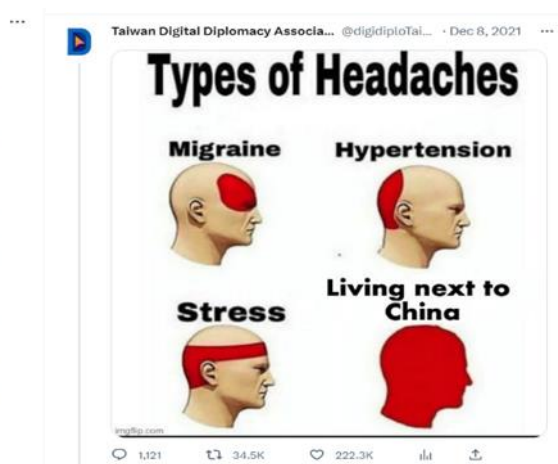 Taiwan Digital Diplomacy Associa... @digidiploTai... · Dec 8, 2021
Types of Headaches
Migraine
Hypertension
Stress
Living next to
China
imgflip.com
1,121 34.5K 222.3K